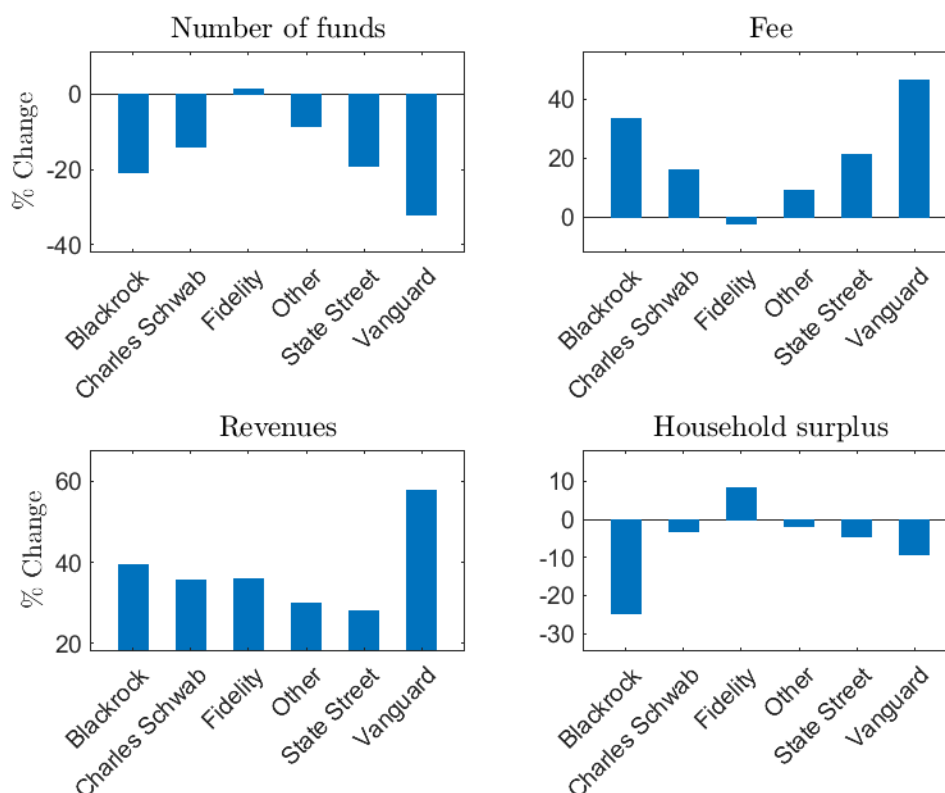 Number of funds
% Change
0
-20
-40
Blackrock
Charles Schwab
Fidelity
Other
State Street
Vanguard
Fee
40
20
0
Blackrock
Charles Schwab
Fidelity
Other
State Street
Vanguard
Revenues
% Change
60
40
20
Blackrock
Charles Schwab
Fidelity
Other
State Street
Vanguard
Household surplus
10
0
-10
-20
-30
Blackrock
Charles Schwab
Fidelity
Other
State Street
Vanguard